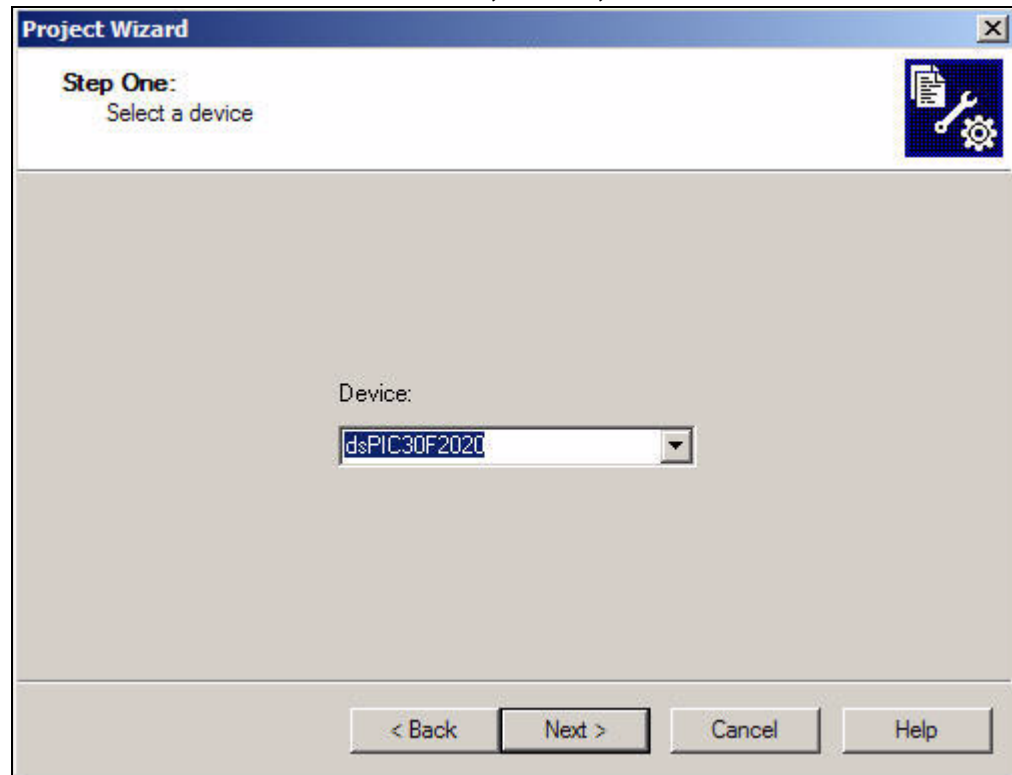 Project Wizard
Step One:
Select a device
Device:
dsPIC30F2020
< Back Next > Cancel Help